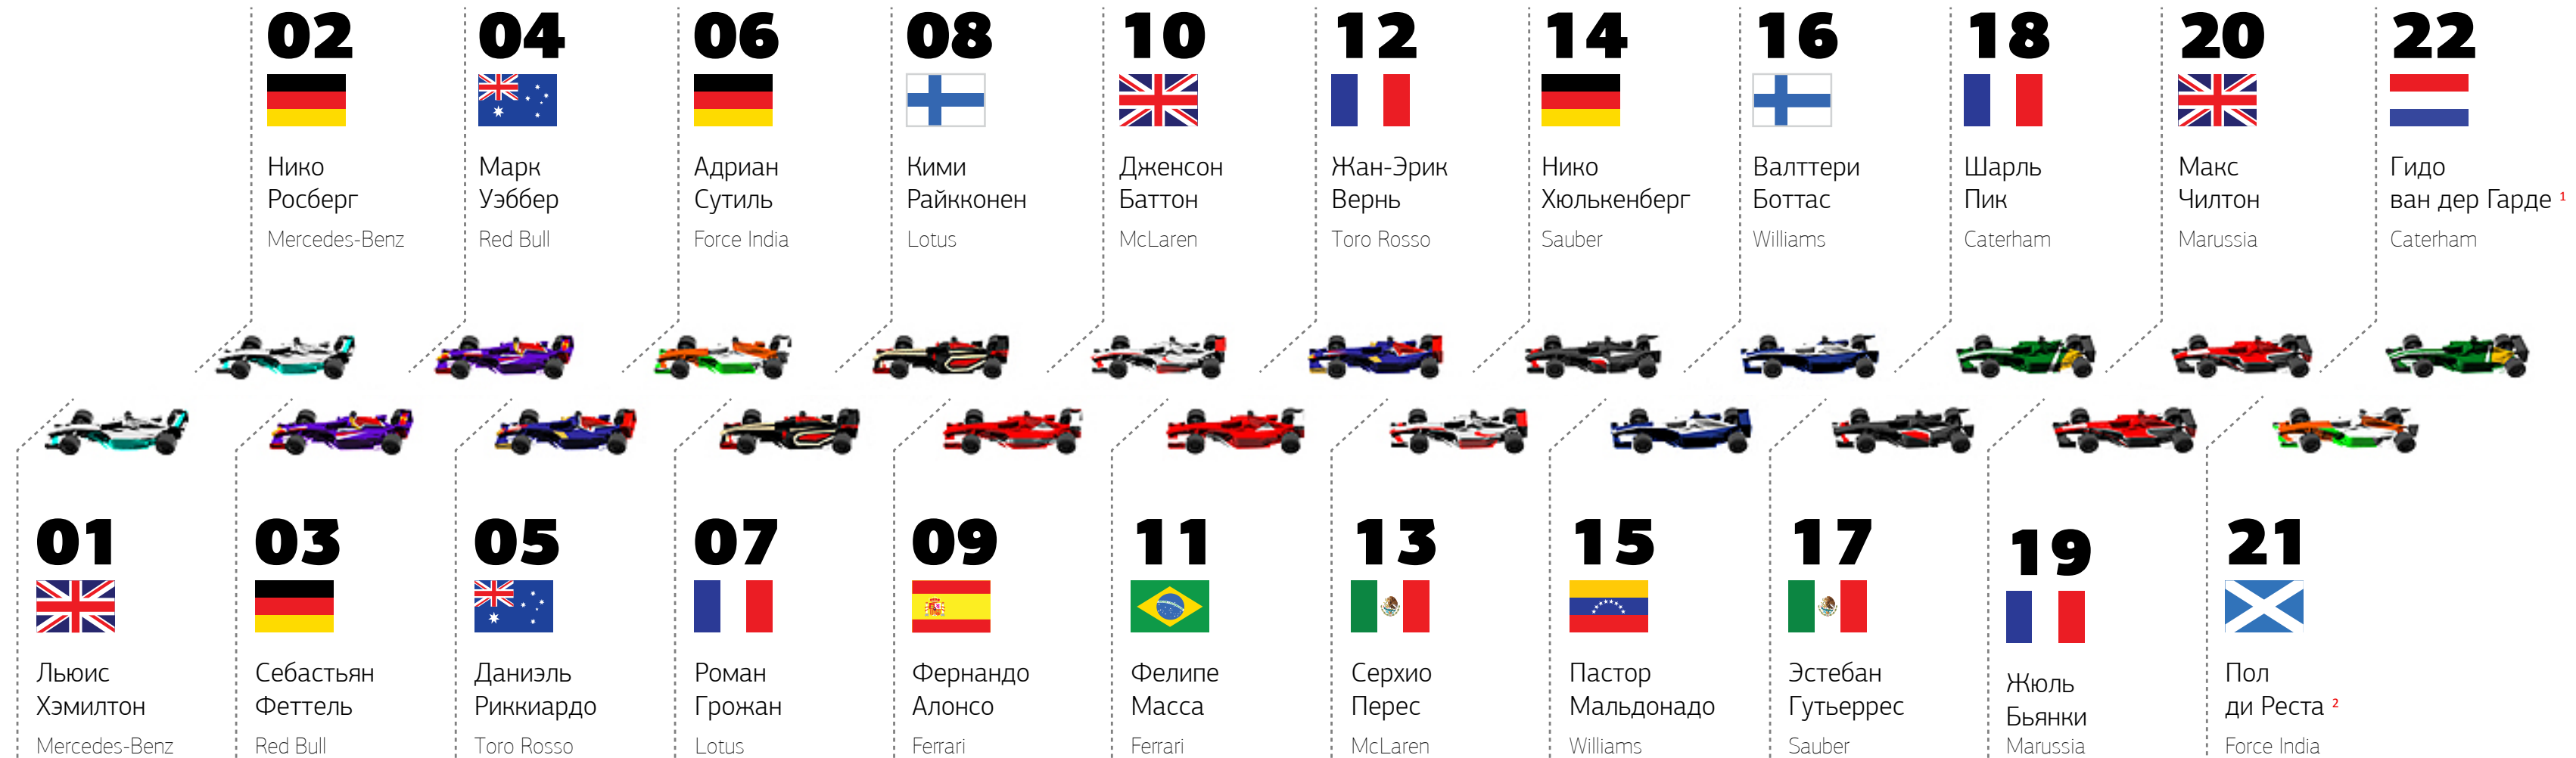 02
Нико
Росберг
Mercedes-Benz
04
Марк
Уэббер
Red Bull
06
Адриан
Сутиль
Force India
08
Кими
Райкконен
Lotus
10
Дженсон
Баттон
McLaren
12
Жан-Эрик
Вернь
Toro Rosso
14
Нико
Хюлькенберг
Sauber
16
Валттери
Боттас
Williams
18
Шарль
Пик
Caterham
20
Макс
Чилтон
Marussia
22
Гидо
ван дер Гарде 1
Caterham
01
Льюис
Хэмилтон
Mercedes-Benz
03
Себастьян
Феттель
Red Bull
05
Даниэль
Риккиардо
Toro Rosso
07
Роман
Грожан
Lotus
09
Фернандо
Алонсо
Ferrari
11
Фелипе
Масса
Ferrari
13
Серхио
Перес
McLaren
15
Пастор
Мальдонадо
Williams
17
Эстебан
Гутьеррес
Sauber
19
Жюль
Бьянки
Marussia
21
Пол
ди Реста 2
Force India